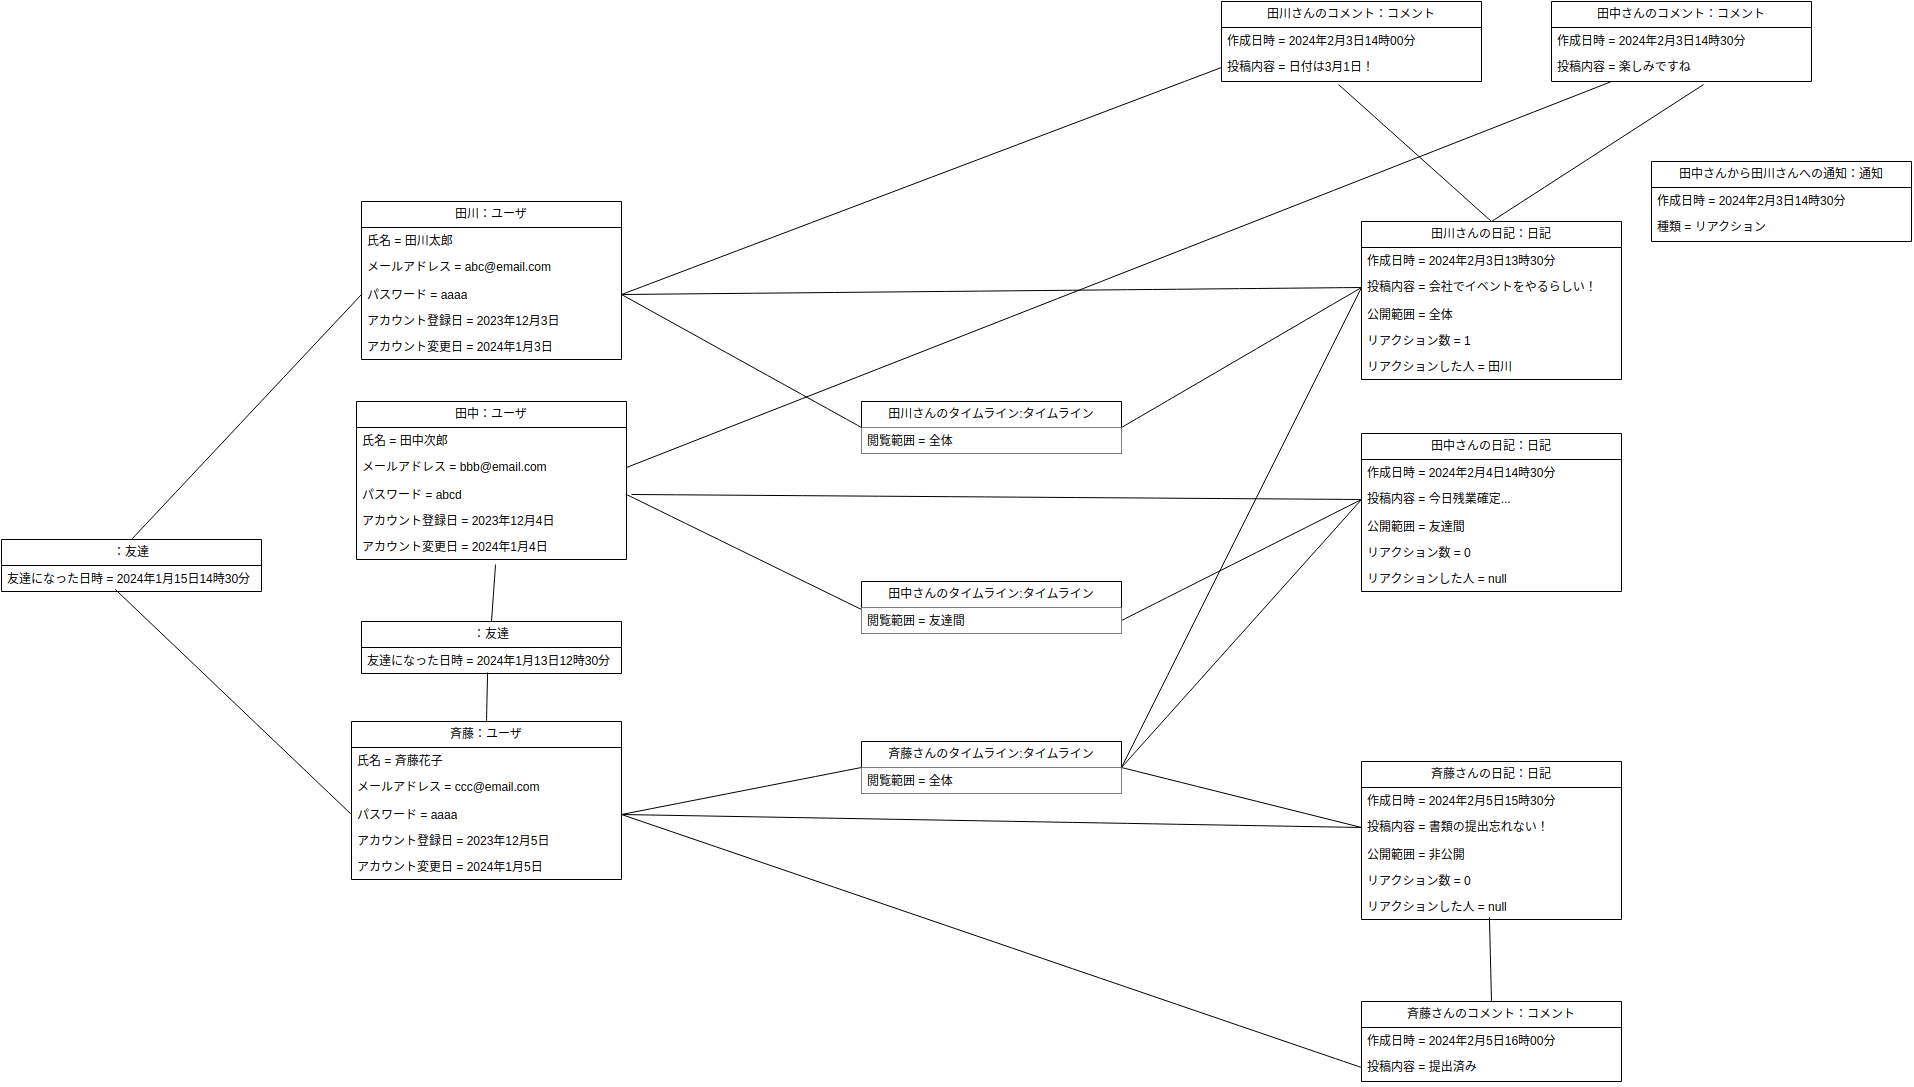 田川さんのコメント：コメント
作成日時 = 2024年2月3日14時00分
投稿内容 = 日付は3月1日！
田中さんのコメント：コメント
作成日時 = 2024年2月3日14時30分
投稿内容 = 楽しみですね
田中さんから田川さんへの通知：通知
作成日時 = 2024年2月3日14時30分
種類 = リアクション
田川：ユーザ
氏名 = 田川太郎
メールアドレス = abc@email.com
パスワード = aaaa
アカウント登録日 = 2023年12月3日
アカウント変更日 = 2024年1月3日
田川さんの日記：日記
作成日時 = 2024年2月3日13時30分
投稿内容 = 会社でイベントをやるらしい！
公開範囲 = 全体
リアクション数 = 1
リアクションした人 = 田川
田中：ユーザ
氏名 = 田中次郎
メールアドレス = bbb@email.com
パスワード = abcd
アカウント登録日 = 2023年12月4日
アカウント変更日 = 2024年1月4日
田川さんのタイムライン:タイムライン
閲覧範囲 = 全体
田中さんの日記：日記
作成日時 = 2024年2月4日14時30分
投稿内容 = 今日残業確定...
公開範囲 = 友達間
リアクション数 = 0
リアクションした人 = null
：友達
友達になった日時 = 2024年1月15日14時30分
田中さんのタイムライン:タイムライン
閲覧範囲 = 友達間
：友達
友達になった日時 = 2024年1月13日12時30分
斉藤：ユーザ
氏名 = 斉藤花子
メールアドレス = ccc@email.com
パスワード = aaaa
アカウント登録日 = 2023年12月5日
アカウント変更日 = 2024年1月5日
斉藤さんのタイムライン:タイムライン
閲覧範囲 = 全体
斉藤さんの日記：日記
作成日時 = 2024年2月5日15時30分
投稿内容 = 書類の提出忘れない！
公開範囲 = 非公開
リアクション数 = 0
リアクションした人 = null
斉藤さんのコメント：コメント
作成日時 = 2024年2月5日16時00分
投稿内容 = 提出済み